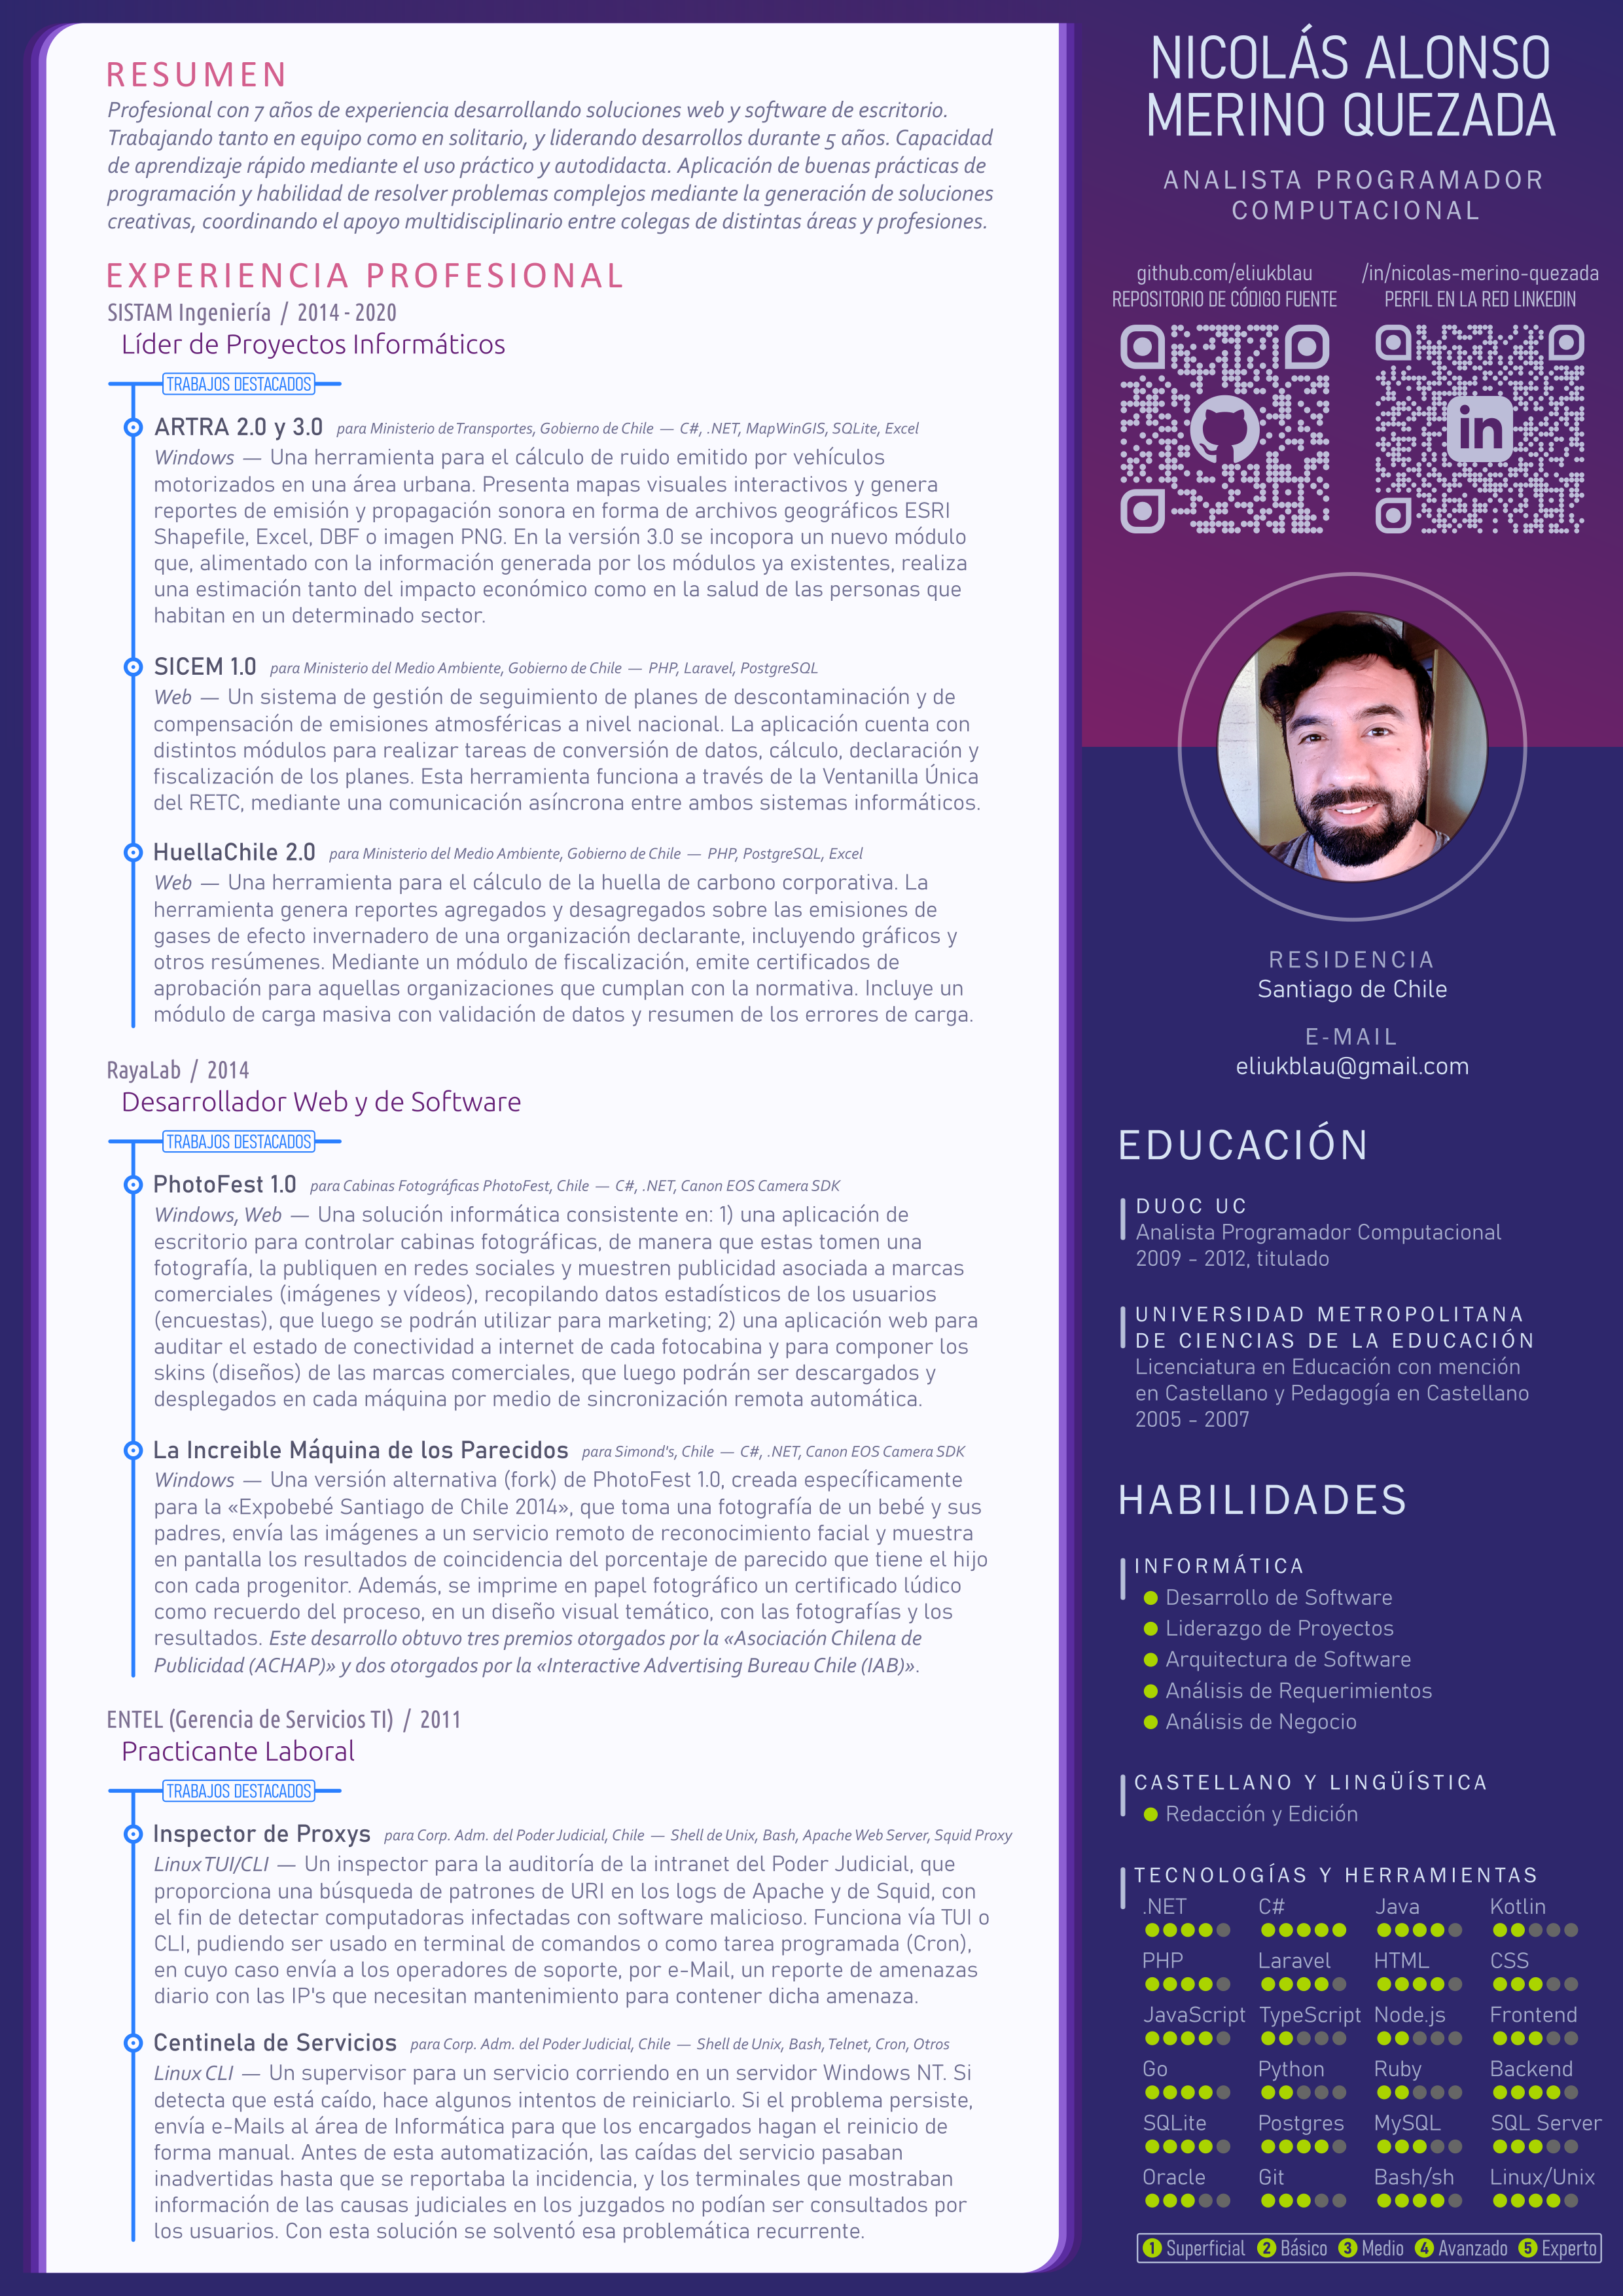 RESUMEN
Profesional con 7 años de experiencia desarrollando soluciones web y software de escritorio.
Trabajando tanto en equipo como en solitario, y liderando desarrollos durante 5 años. Capacidad
de aprendizaje rápido mediante el uso práctico y autodidacta. Aplicación de buenas prácticas de
programación y habilidad de resolver problemas complejos mediante la generación de soluciones
creativas, coordinando el apoyo multidisciplinario entre colegas de distintas áreas y profesiones.
EXPERIENCIA PROFESIONAL
SISTAM Ingeniería / 2014 - 2020
Líder de Proyectos Informáticos
TRABAJOS DESTACADOS
ARTRA 2.0 y 3.0 para Ministerio de Transportes, Gobierno de Chile — C#, .NET, MapWinGIS, SQLite, Excel
Windows — Una herramienta para el cálculo de ruido emitido por vehículos
motorizados en una área urbana. Presenta mapas visuales interactivos y genera
reportes de emisión y propagación sonora en forma de archivos geográficos ESRI
Shapefile, Excel, DBF o imagen PNG. En la versión 3.0 se incopora un nuevo módulo
que, alimentado con la información generada por los módulos ya existentes, realiza
una estimación tanto del impacto económico como en la salud de las personas que
habitan en un determinado sector.
SICEM 1.0 para Ministerio del Medio Ambiente, Gobierno de Chile — PHP, Laravel, PostgreSQL
Web — Un sistema de gestión de seguimiento de planes de descontaminación y de
compensación de emisiones atmosféricas a nivel nacional. La aplicación cuenta con
distintos módulos para realizar tareas de conversión de datos, cálculo, declaración y
fiscalización de los planes. Esta herramienta funciona a través de la Ventanilla Única
del RETC, mediante una comunicación asíncrona entre ambos sistemas informáticos.
HuellaChile 2.0 para Ministerio del Medio Ambiente, Gobierno de Chile — PHP, PostgreSQL, Excel
Web — Una herramienta para el cálculo de la huella de carbono corporativa. La
herramienta genera reportes agregados y desagregados sobre las emisiones de
gases de efecto invernadero de una organización declarante, incluyendo gráficos y
otros resúmenes. Mediante un módulo de fiscalización, emite certificados de
aprobación para aquellas organizaciones que cumplan con la normativa. Incluye un
módulo de carga masiva con validación de datos y resumen de los errores de carga.
RayaLab / 2014
Desarrollador Web y de Software
TRABAJOS DESTACADOS
PhotoFest 1.0 para Cabinas Fotográficas PhotoFest, Chile — C#, .NET, Canon EOS Camera SDK
Windows, Web — Una solución informática consistente en: 1) una aplicación de
escritorio para controlar cabinas fotográficas, de manera que estas tomen una
fotografía, la publiquen en redes sociales y muestren publicidad asociada a marcas
comerciales (imágenes y vídeos), recopilando datos estadísticos de los usuarios
(encuestas), que luego se podrán utilizar para marketing; 2) una aplicación web para
auditar el estado de conectividad a internet de cada fotocabina y para componer los
skins (diseños) de las marcas comerciales, que luego podrán ser descargados y
desplegados en cada máquina por medio de sincronización remota automática.
La Increible Máquina de los Parecidos para Simond's, Chile — C#, .NET, Canon EOS Camera SDK
Windows — Una versión alternativa (fork) de PhotoFest 1.0, creada específicamente
para la «Expobebé Santiago de Chile 2014», que toma una fotografía de un bebé y sus
padres, envía las imágenes a un servicio remoto de reconocimiento facial y muestra
en pantalla los resultados de coincidencia del porcentaje de parecido que tiene el hijo
con cada progenitor. Además, se imprime en papel fotográfico un certificado lúdico
como recuerdo del proceso, en un diseño visual temático, con las fotografías y los
resultados. Este desarrollo obtuvo tres premios otorgados por la «Asociación Chilena de
Publicidad (ACHAP)» y dos otorgados por la «Interactive Advertising Bureau Chile (IAB)».
ENTEL (Gerencia de Servicios TI) / 2011
Practicante Laboral
TRABAJOS DESTACADOS
Inspector de Proxys para Corp. Adm. del Poder Judicial, Chile — Shell de Unix, Bash, Apache Web Server, Squid Proxy
Linux TUI/CLI — Un inspector para la auditoría de la intranet del Poder Judicial, que
proporciona una búsqueda de patrones de URI en los logs de Apache y de Squid, con
el fin de detectar computadoras infectadas con software malicioso. Funciona vía TUI o
CLI, pudiendo ser usado en terminal de comandos o como tarea programada (Cron),
en cuyo caso envía a los operadores de soporte, por e-Mail, un reporte de amenazas
diario con las IP's que necesitan mantenimiento para contener dicha amenaza.
Centinela de Servicios para Corp. Adm. del Poder Judicial, Chile — Shell de Unix, Bash, Telnet, Cron, Otros
Linux CLI — Un supervisor para un servicio corriendo en un servidor Windows NT. Si
detecta que está caído, hace algunos intentos de reiniciarlo. Si el problema persiste,
envía e-Mails al área de Informática para que los encargados hagan el reinicio de
forma manual. Antes de esta automatización, las caídas del servicio pasaban
inadvertidas hasta que se reportaba la incidencia, y los terminales que mostraban
información de las causas judiciales en los juzgados no podían ser consultados por
los usuarios. Con esta solución se solventó esa problemática recurrente.
NICOLÁS ALONSO
MERINO QUEZADA
ANALISTA PROGRAMADOR
COMPUTACIONAL
github.com/eliukblau
REPOSITORIO DE CÓDIGO FUENTE
/in/nicolas-merino-quezada
PERFIL EN LA RED LINKEDIN
in
RESIDENCIA
Santiago de Chile
E-MAIL
eliukblau@gmail.com
EDUCACIÓN
DUOC UC
Analista Programador Computacional
2009 - 2012, titulado
UNIVERSIDAD METROPOLITANA
DE CIENCIAS DE LA EDUCACIÓN
Licenciatura en Educación con mención
en Castellano y Pedagogía en Castellano
2005 - 2007
HABILIDADES
INFORMÁTICA
Desarrollo de Software
Liderazgo de Proyectos
Arquitectura de Software
Análisis de Requerimientos
Análisis de Negocio
CASTELLANO Y LINGÜÍSTICA
Redacción y Edición
TECNOLOGÍAS Y HERRAMIENTAS
.NET C# Java Kotlin
PHP Laravel HTML CSS
JavaScript TypeScript Node.js Frontend
Go Python Ruby Backend
SQLite Postgres MySQL SQL Server
Oracle Git Bash/sh Linux/Unix
1 Superficial 2 Básico 3 Medio 4 Avanzado 5 Experto